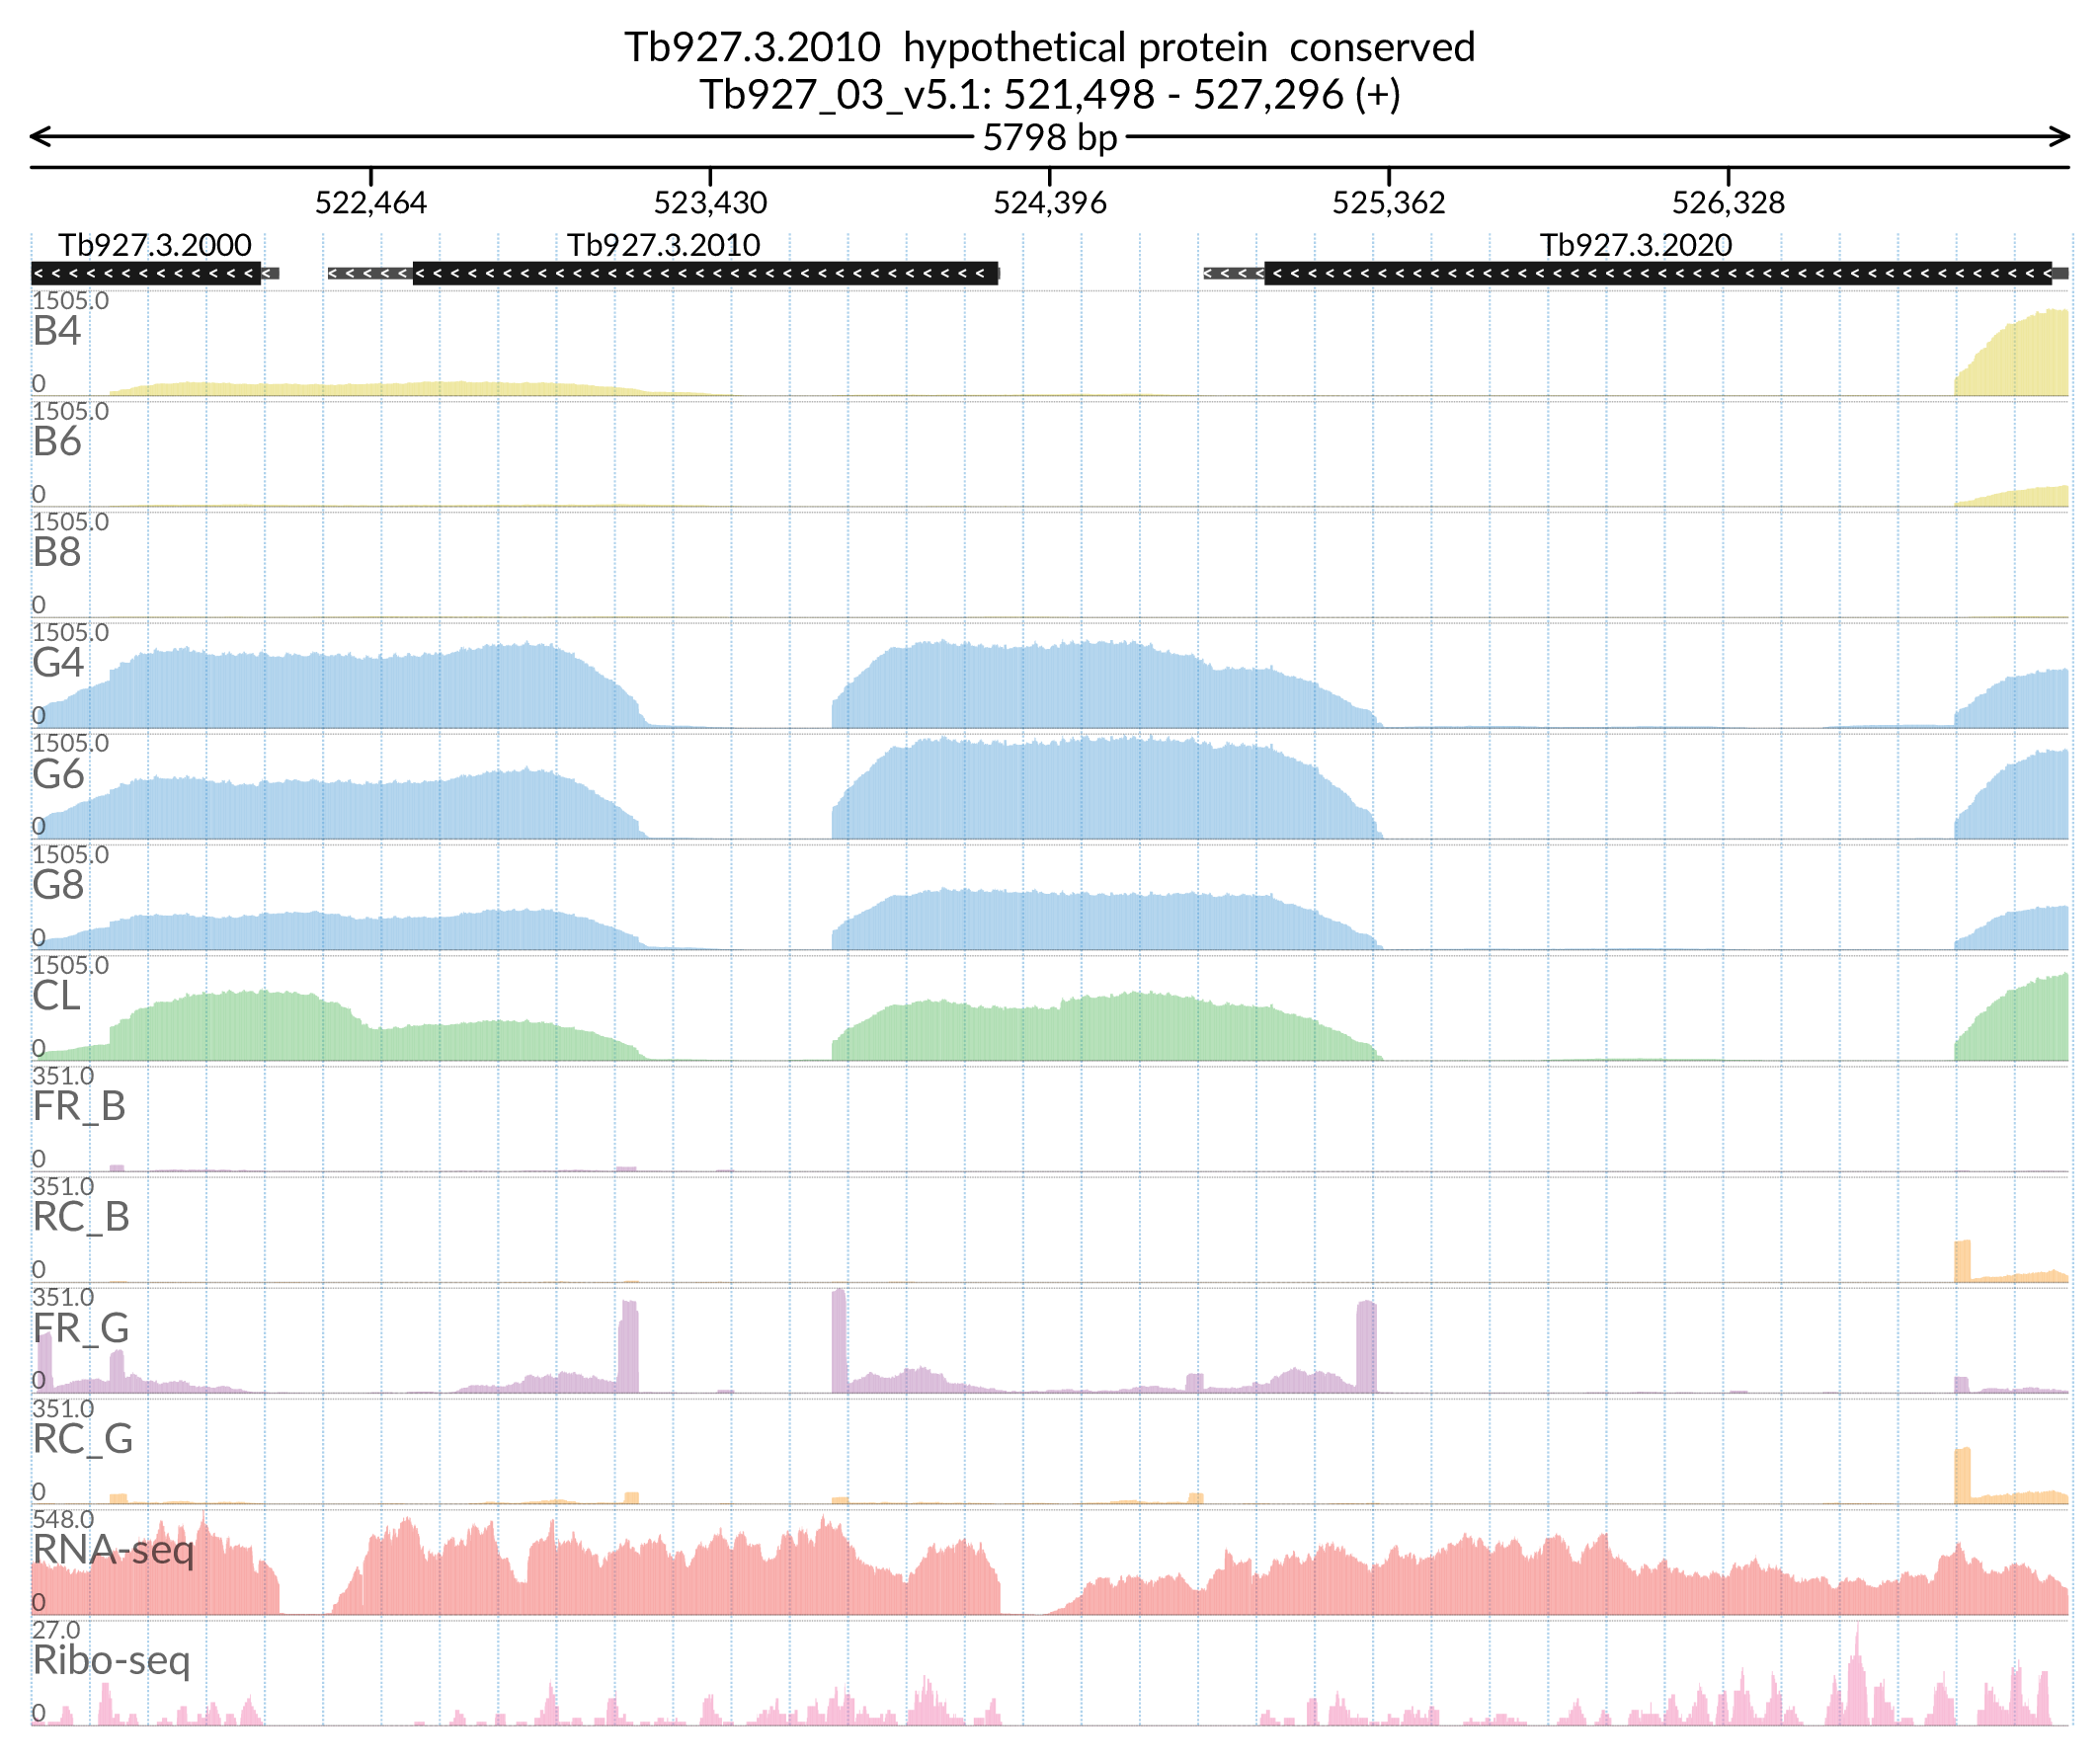 Tb927.3.2010  hypothetical protein  conserved
Tb927_03_v5.1: 521,498 - 527,296 (+)
5798 bp
522,464 523,430 524,396 525,362 526,328
Tb927.3.2000 Tb927.3.2010 Tb927.3.2020
1505.0
B4
0
1505.0
B6
0
1505.0
B8
0
1505.0
G4
0
1505.0
G6
0
1505.0
G8
0
1505.0
CL
0
351.0
FR_B
0
351.0
RC_B
0
351.0
FR_G
0
351.0
RC_G
0
548.0
RNA-seq
0
27.0
Ribo-seq
0